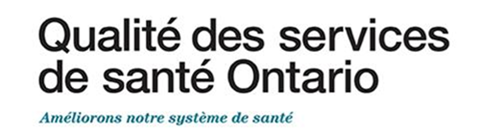 Qualité des services
de santé Ontario
Améliorons notre système de santé